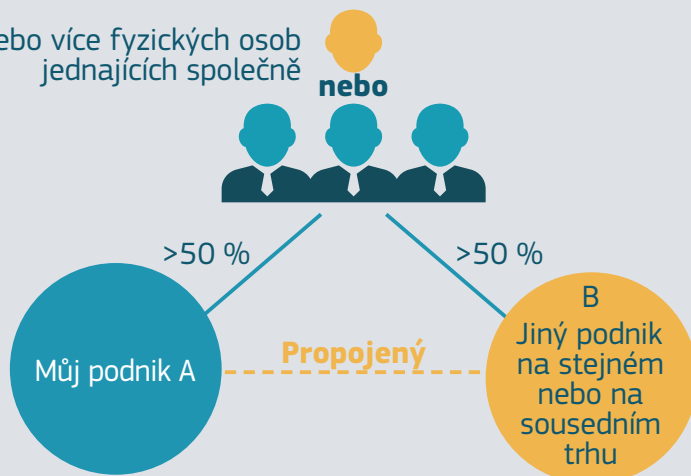 nebo více fyzických osob
jednajících společně
nebo
>50 %
>50 %
Můj podnik A
Propojený
B
Jiný podnik
na stejném
nebo na
sousedním
trhu